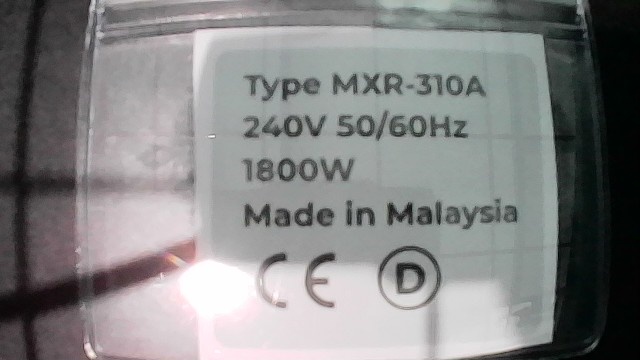 Type MXR-310A
240V 50/60Hz
1800W
Made in Malaysia
CE D